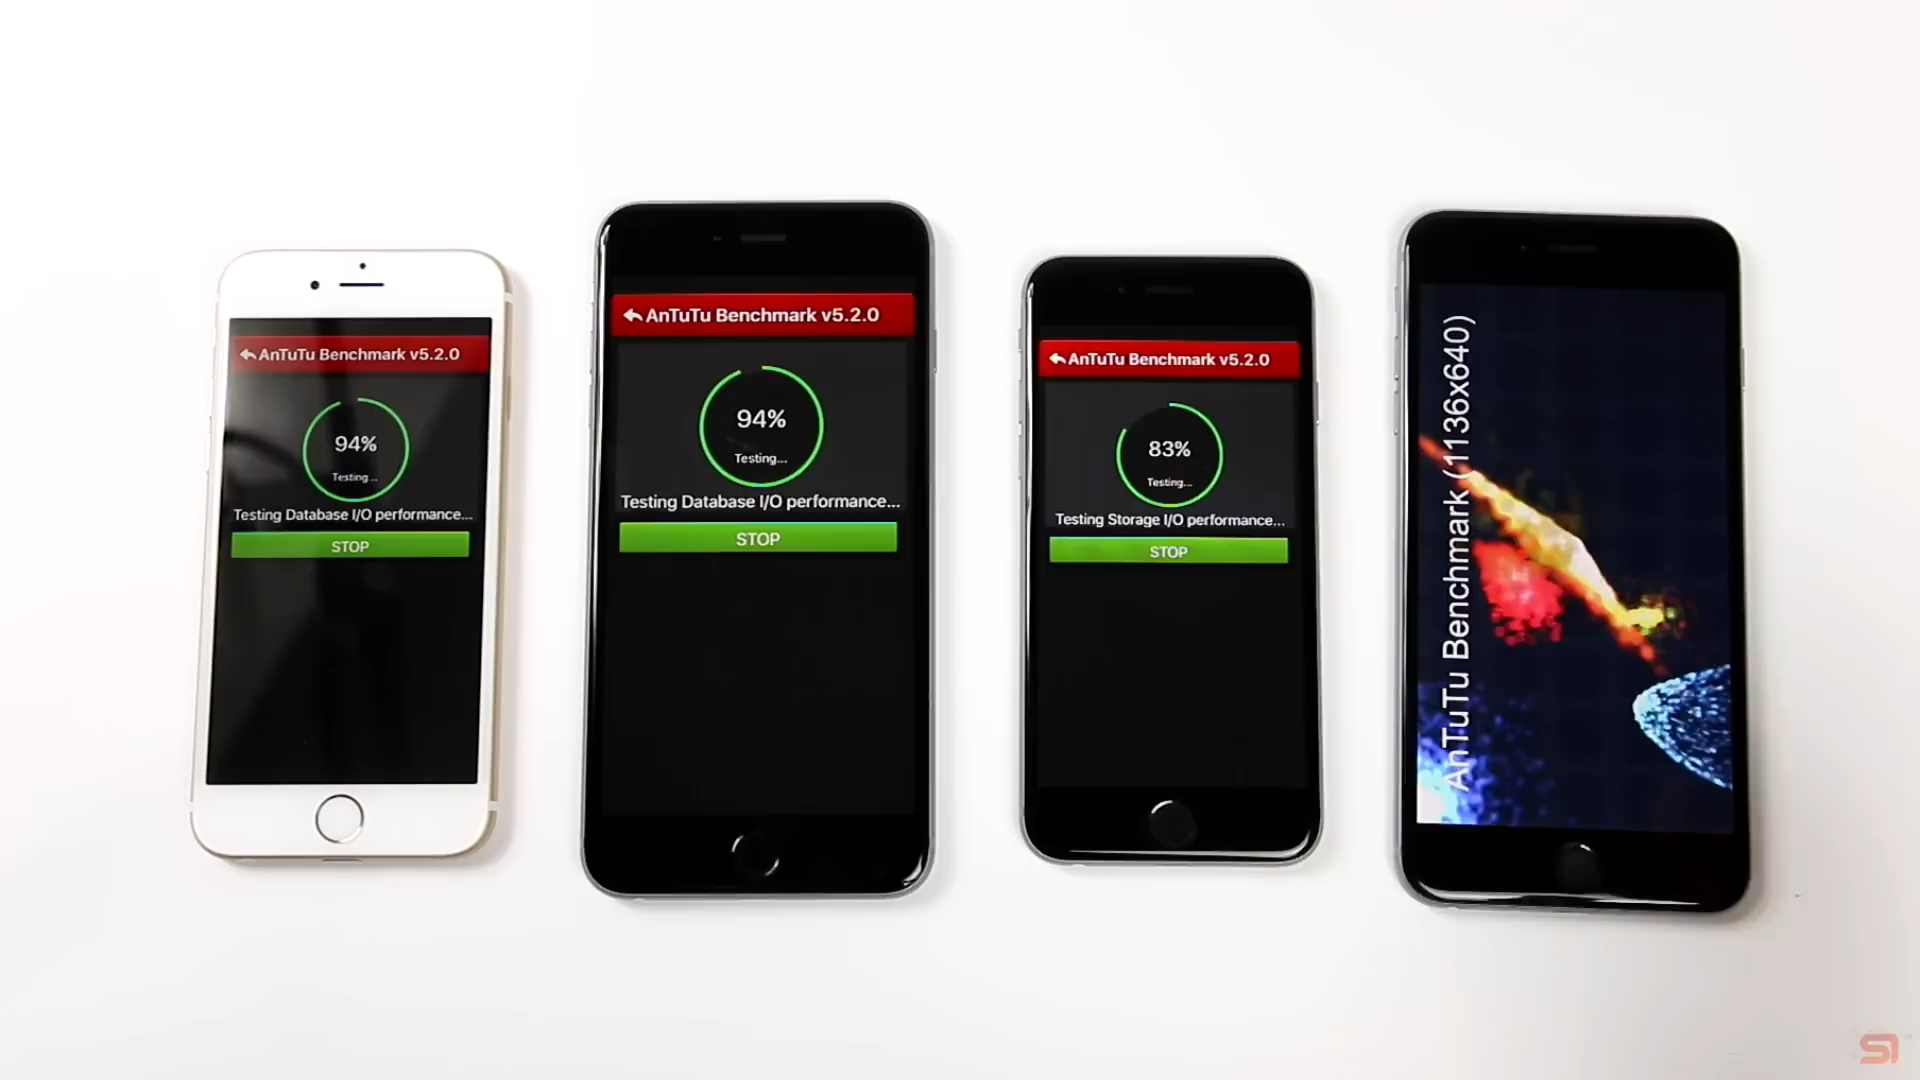 AnTuTu Benchmark v5.2.0
94%
Testing...
Testing Database I/O performance...
STOP
AnTuTu Benchmark v5.2.0
94%
Testing...
Testing Database I/O performance...
STOP
AnTuTu Benchmark v5.2.0
83%
Testing...
Testing Storage I/O performance...
STOP
AnTuTu Benchmark (1136x640)